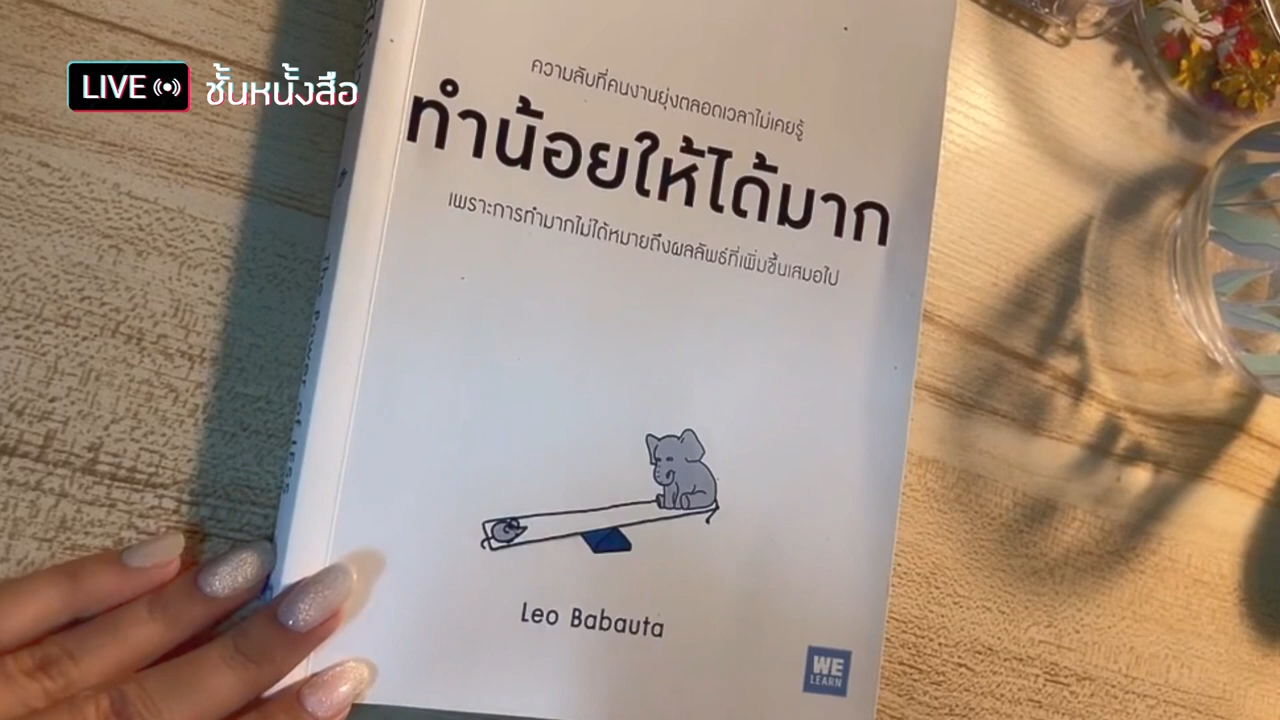 LIVE ชั้นหนังสือ
ความลับที่คนงานยุ่งตลอดเวลาไม่เคยรู้
ทำน้อยให้ได้มาก
เพราะการทำมากไม่ได้หมายถึงผลลัพธ์ที่เพิ่มขึ้นเสมอไป
The Power of LESS
Leo Babauta
WE
LEARN